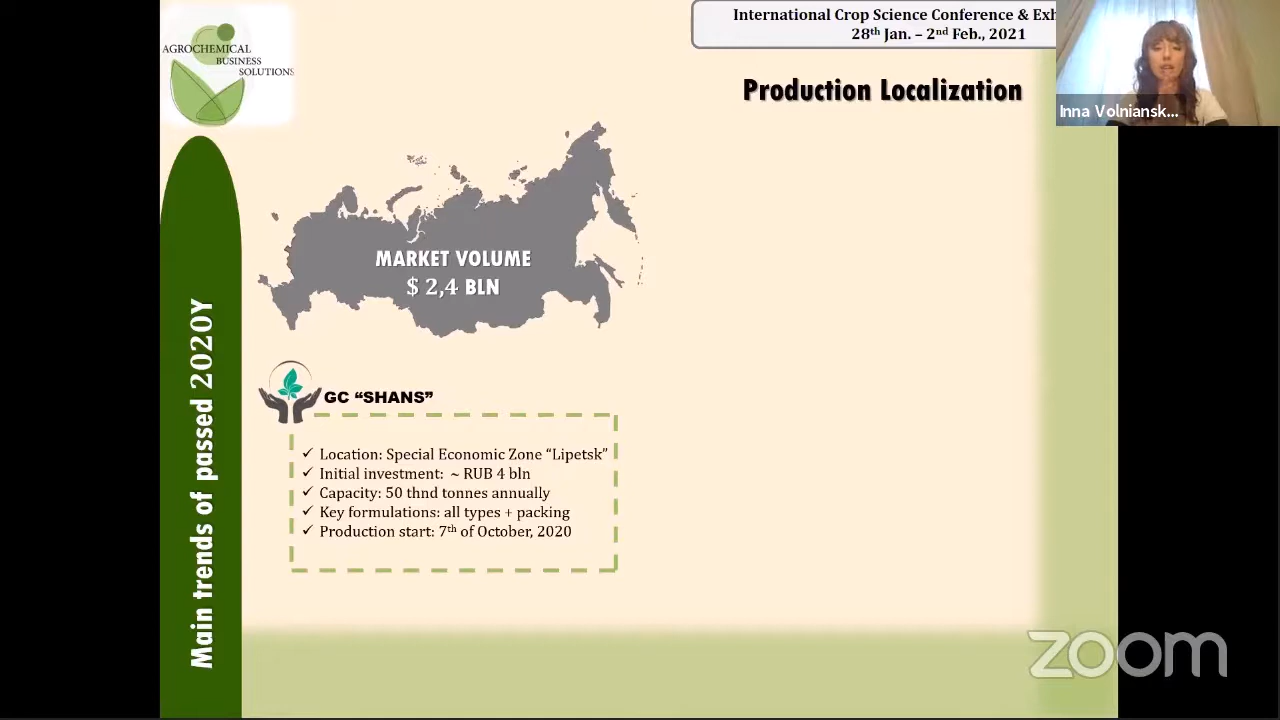 International Crop Science Conference & Exh
28th Jan. – 2nd Feb., 2021
AGROCHEMICAL
BUSINESS
SOLUTIONS
Production Localization
Inna Volniansk...
MARKET VOLUME
$ 2,4 BLN
Main trends of passed 2020Y
GC “SHANS”
✓ Location: Special Economic Zone “Lipetsk”
✓ Initial investment: ~ RUB 4 bln
✓ Capacity: 50 thnd tonnes annually
✓ Key formulations: all types + packing
✓ Production start: 7th of October, 2020
zoom